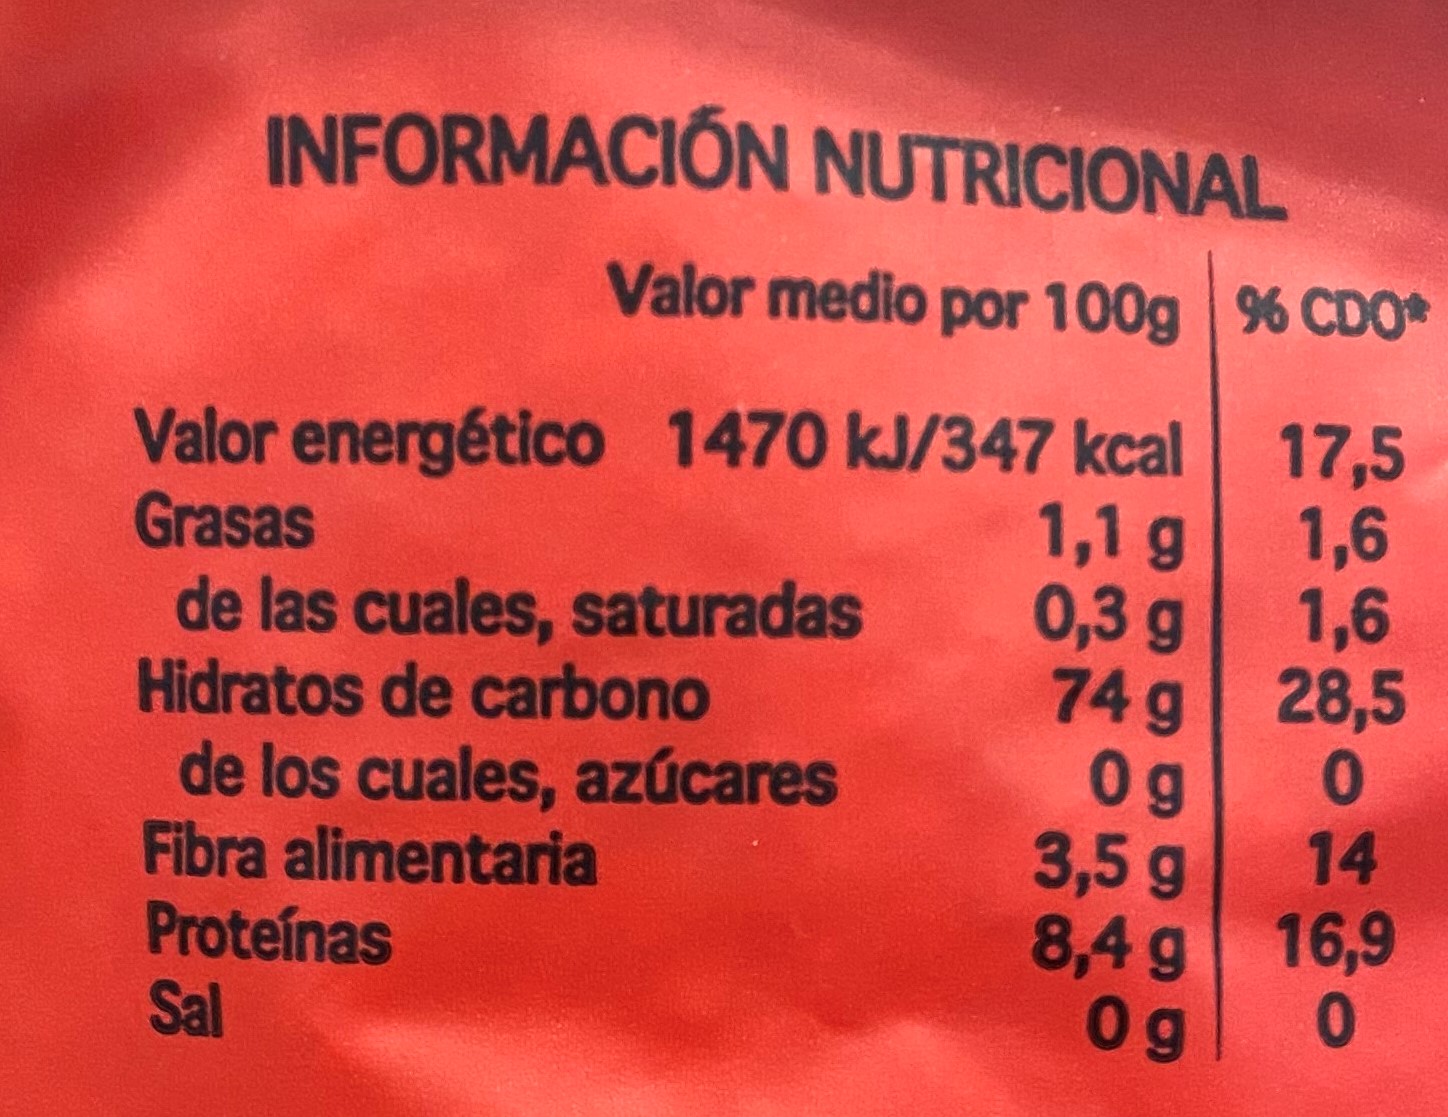 INFORMACIÓN NUTRICIONAL
Valor medio por 100g % CDO*
Valor energético 1470 kJ/347 kcal 17,5
Grasas 1,1 g 1,6
de las cuales, saturadas 0,3 g 1,6
Hidratos de carbono 74 g 28,5
de los cuales, azúcares 0 g 0
Fibra alimentaria 3,5 g 14
Proteínas 8,4 g 16,9
Sal 0 g 0